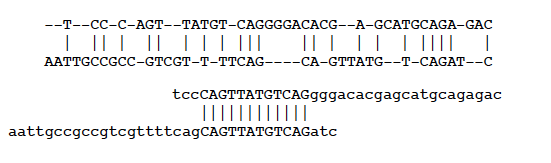 --T--CC-C-AGT--TATGT-CAGGGGACACG--A-GCATGCAGA-GAC
  |  || |  ||  | | | |||    || |  | |  | ||||   |
AATTGCCGCC-GTCGT-T-TTCAG----CA-GTTATG--T-CAGAT--C
tccCAGTTATGTCAGgggacacgagcatgcagagac
||||||||||||
aattgccgccgtcgttttcagCAGTTATGTCAGatc